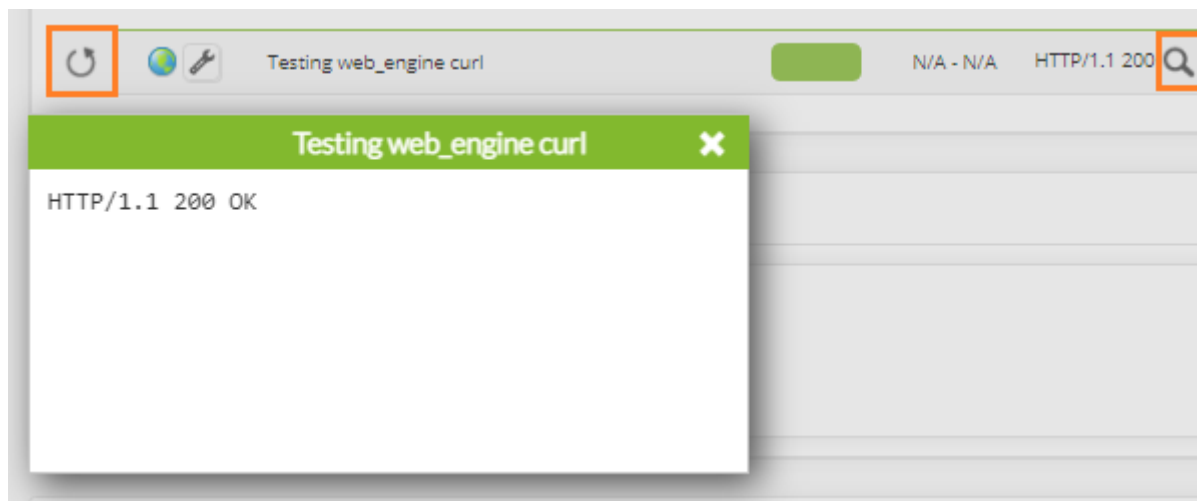 Testing web_engine curl N/A - N/A HTTP/1.1 200
Testing web_engine curl
HTTP/1.1 200 OK